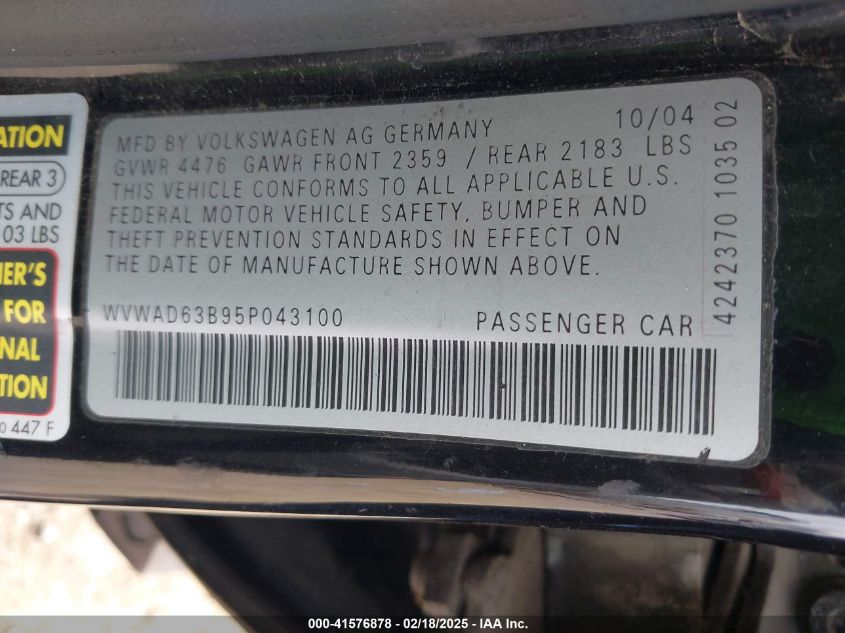 ATION
REAR 3
TS AND
03 LBS
ER'S
FOR
NAL
TION
447 F
10/04
MFD BY VOLKSWAGEN AG GERMANY
GVWR 4476 GAWR FRONT 2359 / REAR 2183 LBS
THIS VEHICLE CONFORMS TO ALL APPLICABLE U.S.
FEDERAL MOTOR VEHICLE SAFETY, BUMPER AND
THEFT PREVENTION STANDARDS IN EFFECT ON
THE DATE OF MANUFACTURE SHOWN ABOVE.
WVWAD63B95P043100 PASSENGER CAR
4242370 1035 02
000-41576878 - 02/18/2025 - IAA Inc.